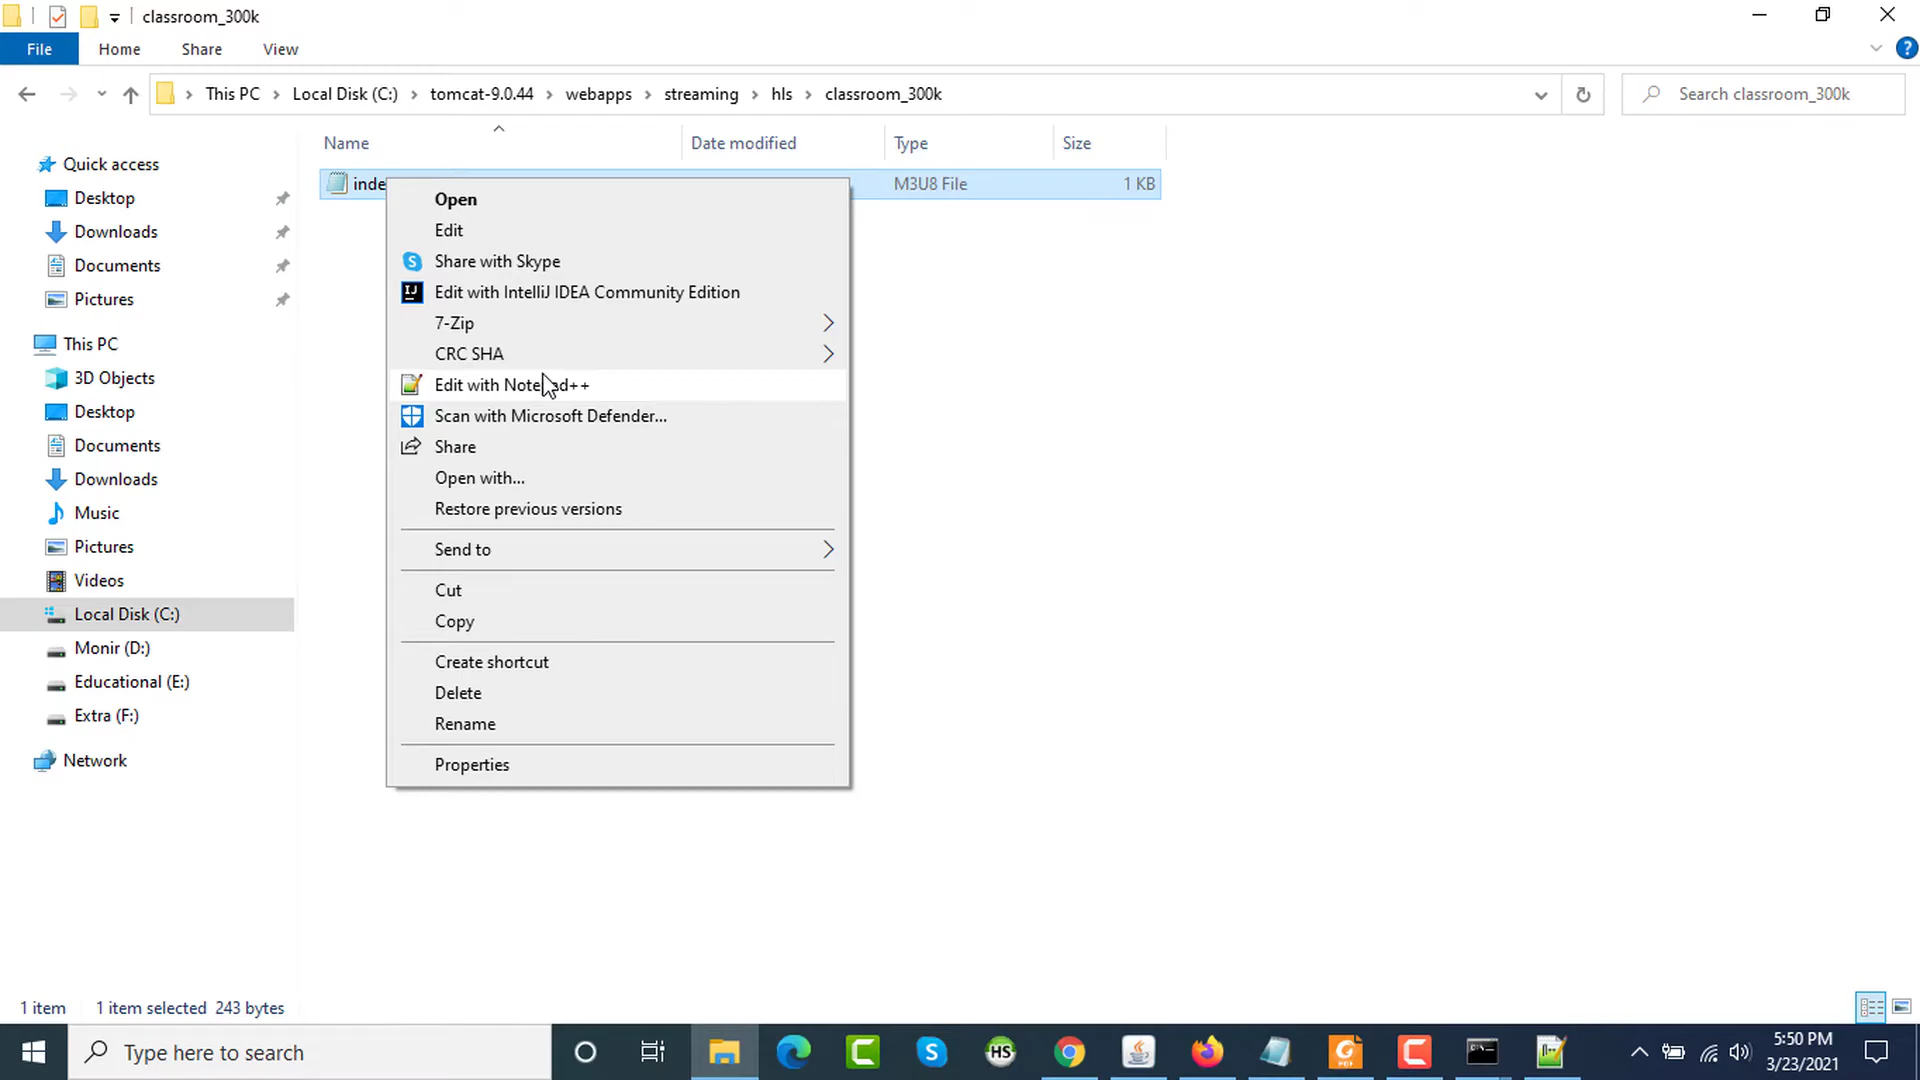 classroom_300k
File Home Share View
This PC Local Disk (C:) tomcat-9.0.44 webapps streaming hls classroom_300k Search classroom_300k
Name Date modified Type Size
Quick access
Desktop
Downloads
Documents
Pictures
This PC
3D Objects
Desktop
Documents
Downloads
Music
Pictures
Videos
Local Disk (C:)
Monir (D:)
Educational (E:)
Extra (F:)
Network
inde M3U8 File 1 KB
Open
Edit
Share with Skype
Edit with IntelliJ IDEA Community Edition
7-Zip
CRC SHA
Edit with Notepad++
Scan with Microsoft Defender...
Share
Open with...
Restore previous versions
Send to
Cut
Copy
Create shortcut
Delete
Rename
Properties
1 item 1 item selected 243 bytes
Type here to search
5:50 PM
3/23/2021